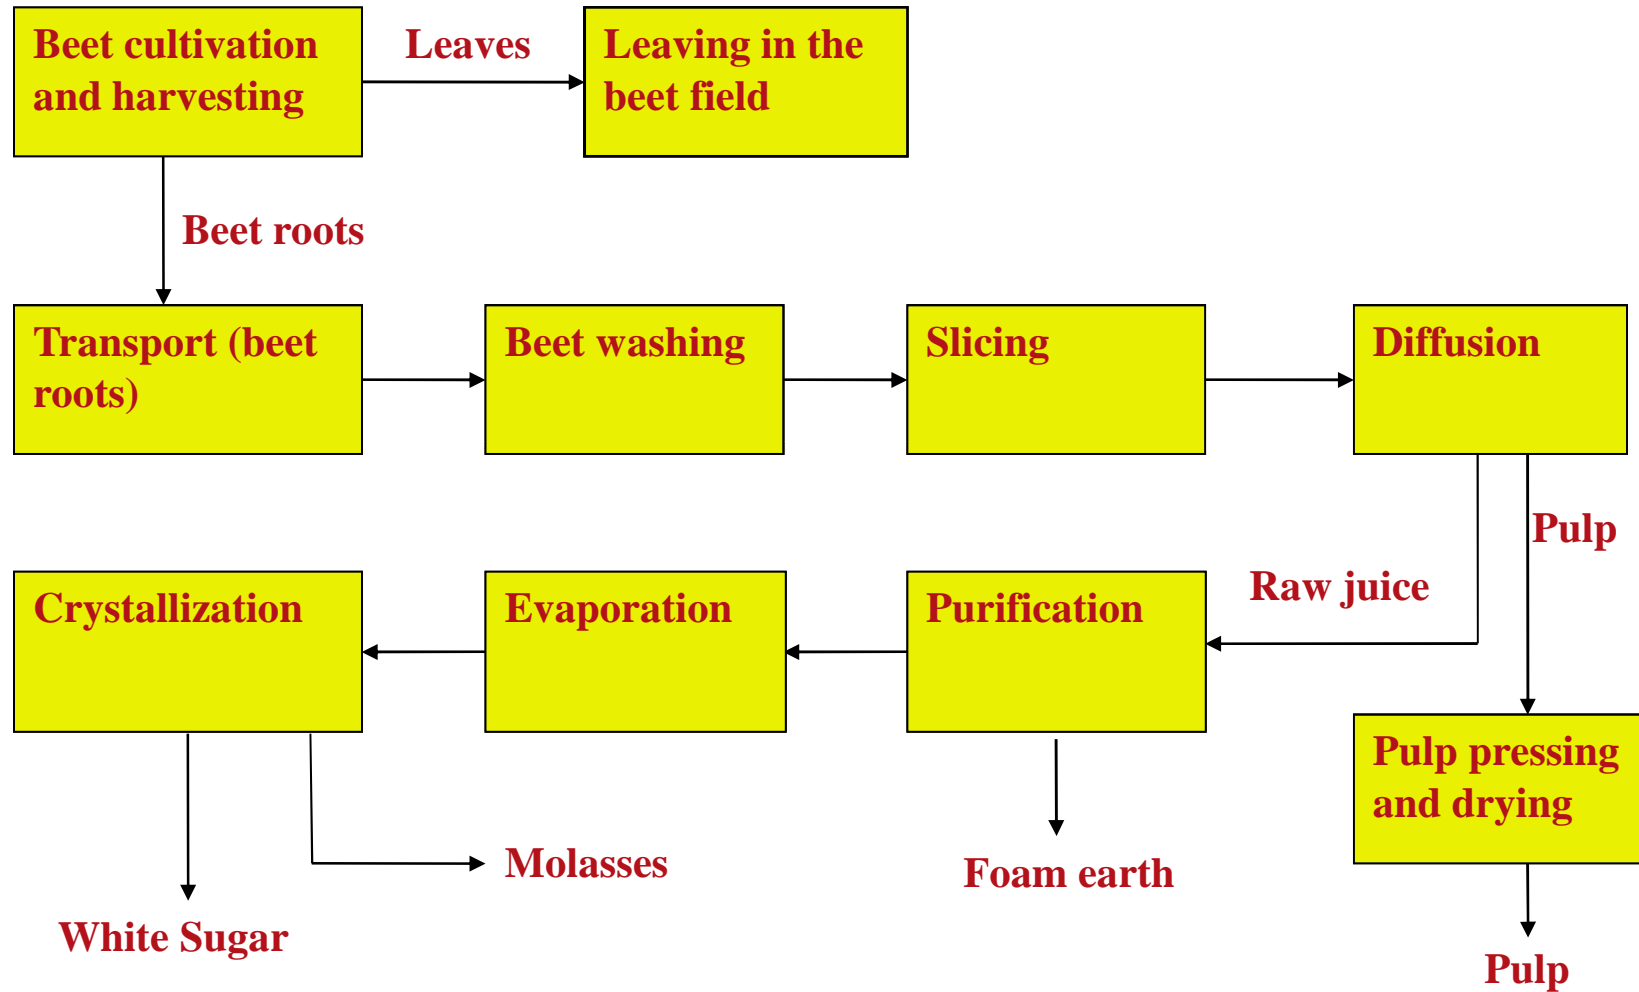 Beet cultivation
and harvesting
Leaves
Leaving in the
beet field
Beet roots
Transport (beet
roots)
Beet washing
Slicing
Diffusion
Pulp
Raw juice
Crystallization
Evaporation
Purification
Pulp pressing
and drying
Molasses
Foam earth
White Sugar
Pulp